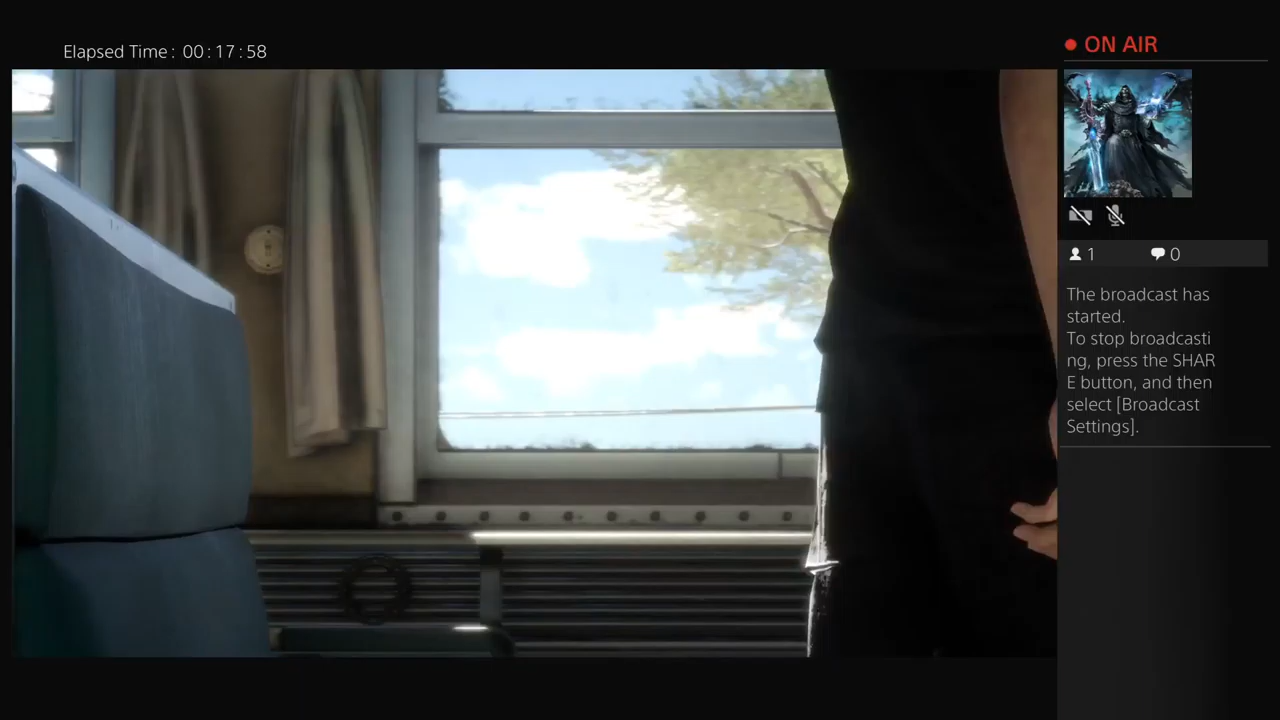 Elapsed Time: 00:17:58
ON AIR
1 0
The broadcast has
started.
To stop broadcasti
ng, press the SHAR
E button, and then
select [Broadcast
Settings].